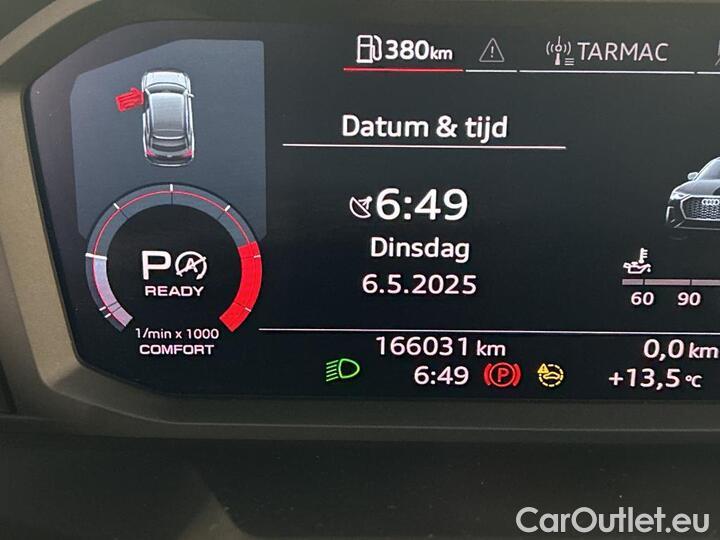 380km TARMAC
Datum & tijd
6:49
Dinsdag
6.5.2025
P
READY
1/min x 1000
COMFORT
60 90
166031 km 0,0 km
6:49 (P) +13,5 °C
CarOutlet.eu